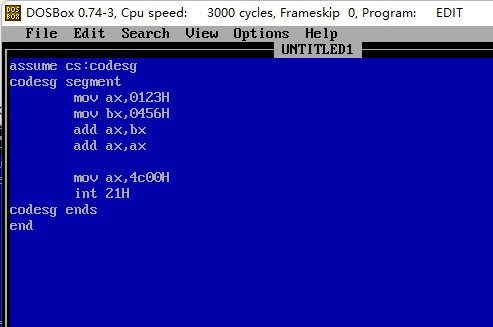 DOSBox 0.74-3, Cpu speed: 3000 cycles, Frameskip 0, Program: EDIT
File Edit Search View Options Help
UNTITLED1
assume cs:codesg
codesg segment
mov ax,0123H
mov bx,0456H
add ax,bx
add ax,ax
mov ax,4c00H
int 21H
codesg ends
end